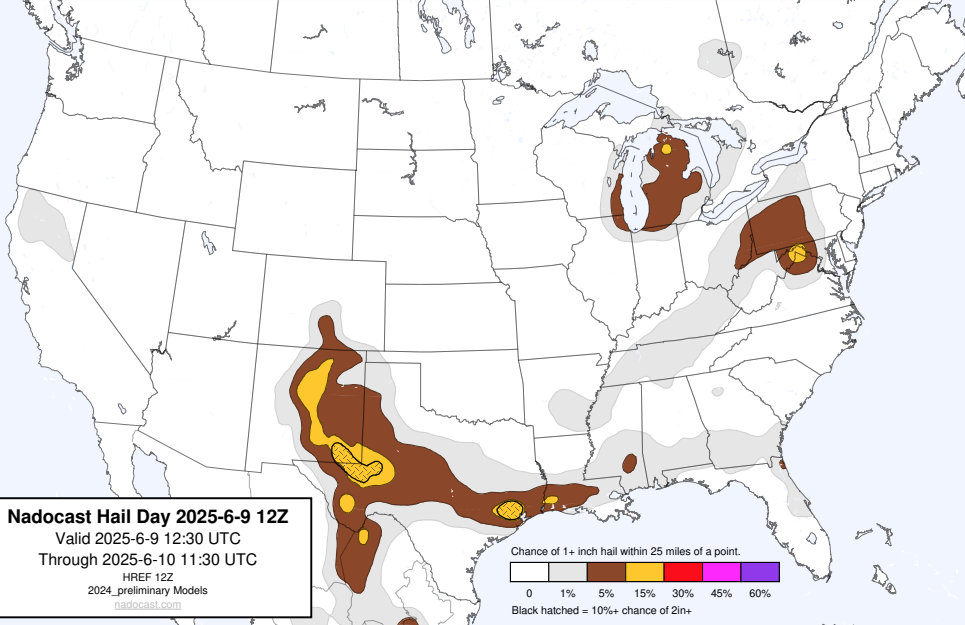 Nadocast Hail Day 2025-6-9 12Z
Valid 2025-6-9 12:30 UTC
Through 2025-6-10 11:30 UTC
HREF 12Z
2024_preliminary Models
nadocast.com
Chance of 1+ inch hail within 25 miles of a point.
0 1% 5% 15% 30% 45% 60%
Black hatched = 10%+ chance of 2in+